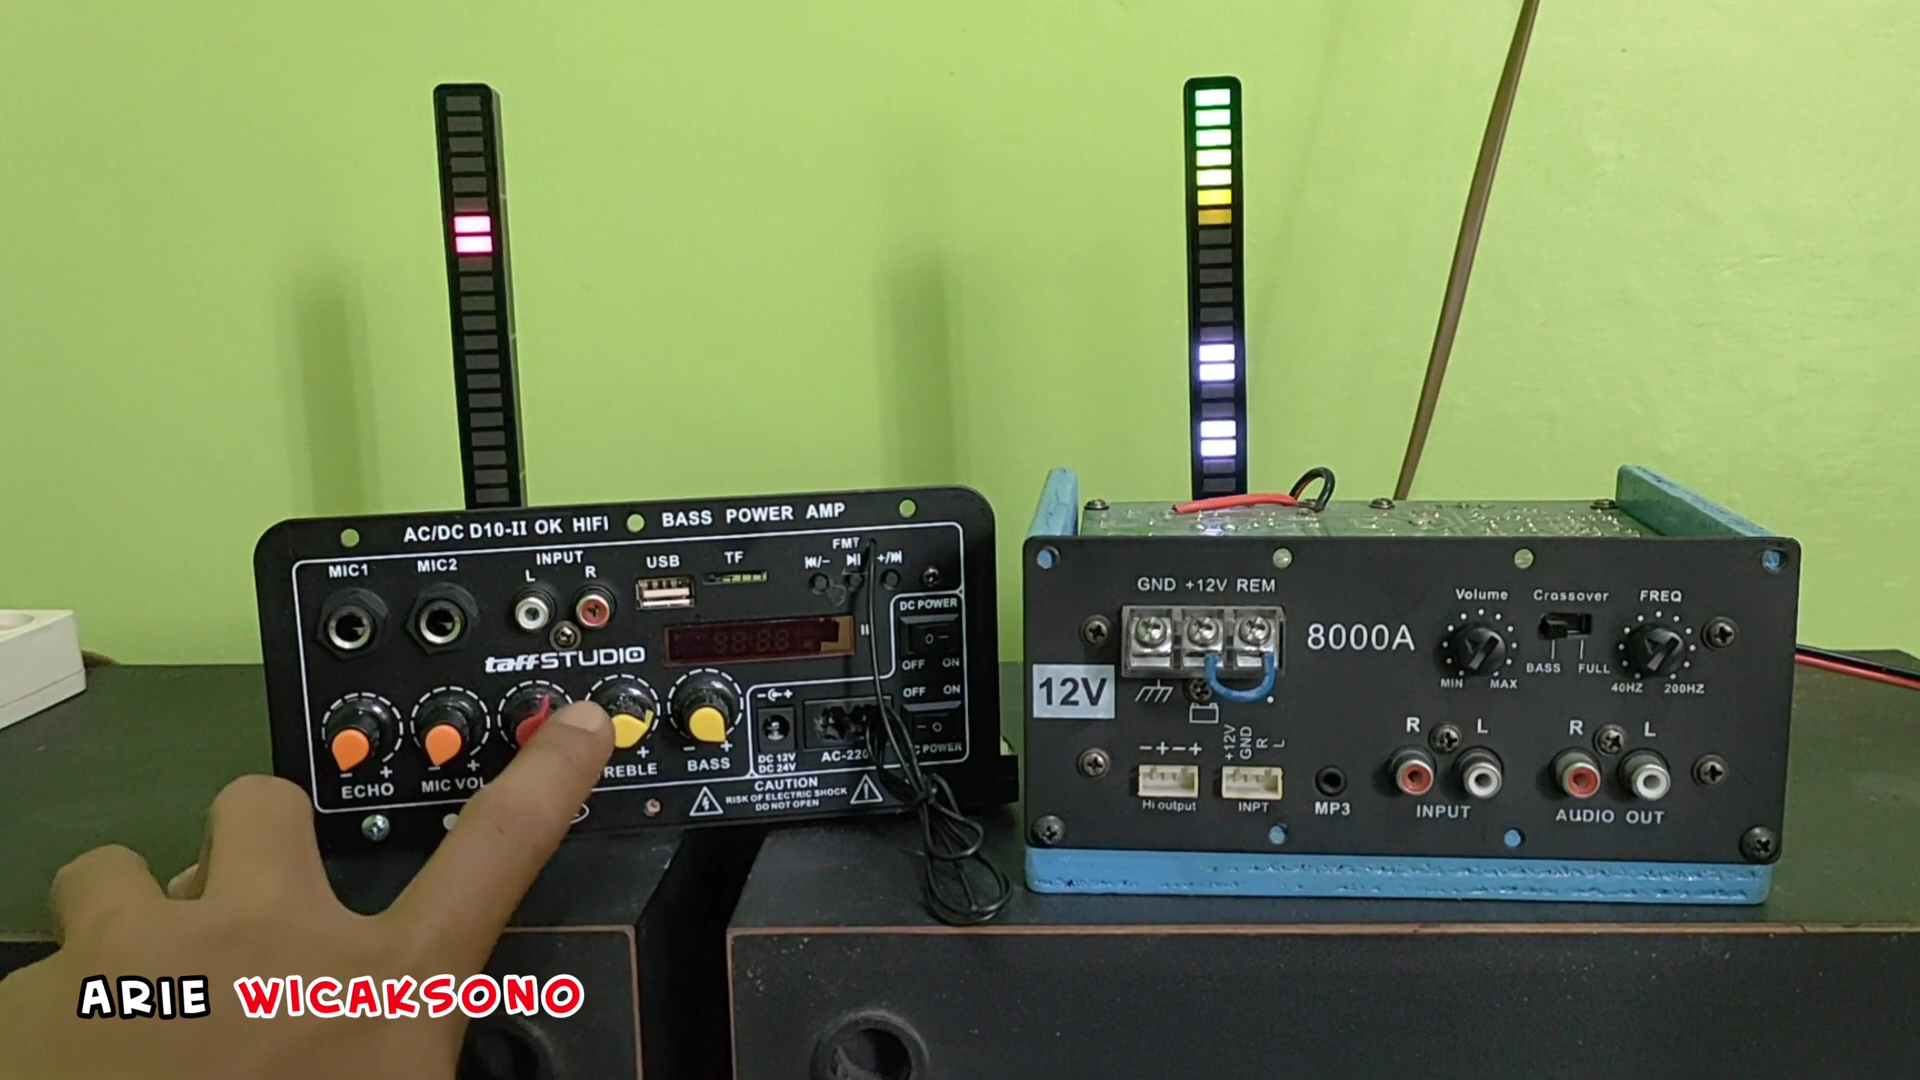 AC/DC D10-II OK HIFI BASS POWER AMP
MIC1 MIC2 INPUT USB TF FMT
L R
⏮/− ⏯ +/⏭
DC POWER
OFF ON
taffSTUDIO
OFF ON
− +
DC 12V
DC 24V
AC-220
C POWER
− + − + + − +
ECHO MIC VOL REBLE BASS
CAUTION
RISK OF ELECTRIC SHOCK
DO NOT OPEN
GND +12V REM
8000A
12V
Volume Crossover FREQ
MIN MAX BASS FULL 40HZ 200HZ
− + − +
+12V GND R L
Hi output INPT MP3
R L R L
INPUT AUDIO OUT
ARIE WICAKSONO